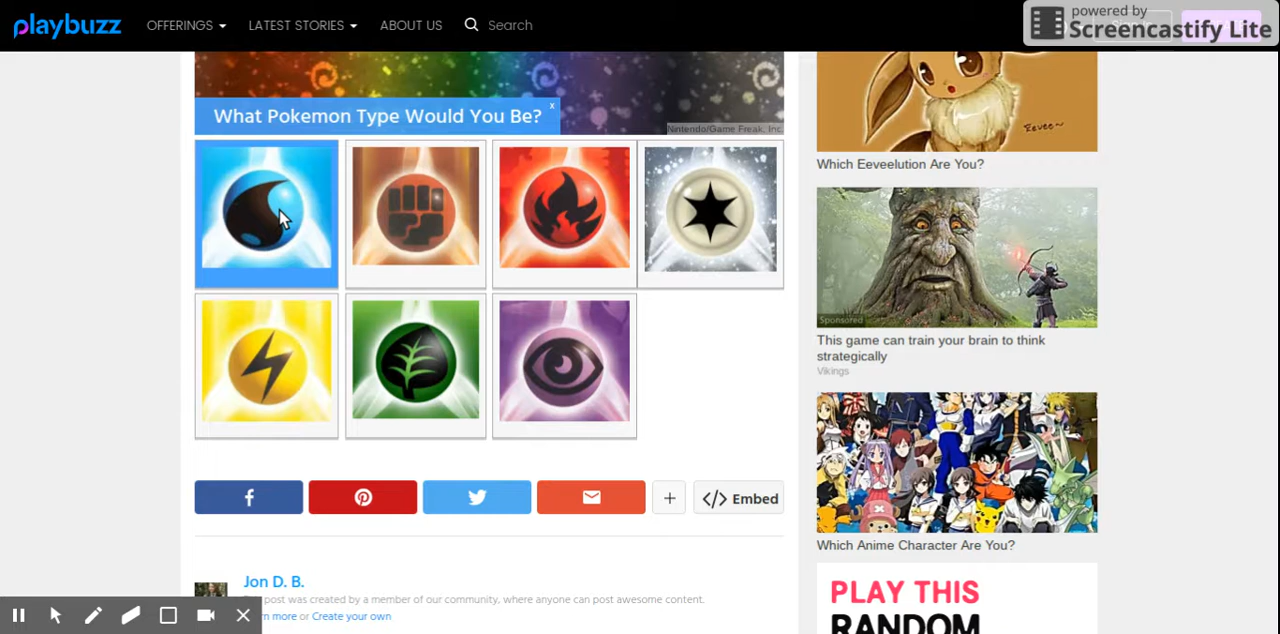 playbuzz
OFFERINGS
LATEST STORIES
ABOUT US
Search
powered by
Screencastify Lite
What Pokemon Type Would You Be?
x
Nintendo/Game Freak. Inc
Eevee~
Which Eeveelution Are You?
Sponsored
This game can train your brain to think
strategically
Vikings
Which Anime Character Are You?
</> Embed
Jon D. B.
post was created by a member of our community, where anyone can post awesome content.
more or Create your own
PLAY THIS
RANDOM